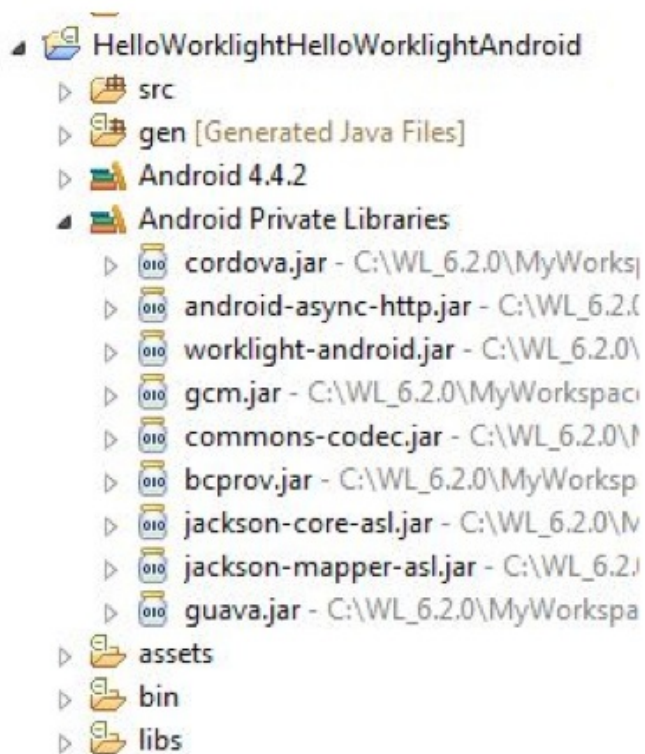 HelloWorklightHelloWorklightAndroid
src
gen [Generated Java Files]
Android 4.4.2
Android Private Libraries
cordova.jar - C:\WL_6.2.0\MyWorksp
android-async-http.jar - C:\WL_6.2.0
worklight-android.jar - C:\WL_6.2.0\
gcm.jar - C:\WL_6.2.0\MyWorkspac
commons-codec.jar - C:\WL_6.2.0\M
bcprov.jar - C:\WL_6.2.0\MyWorksp
jackson-core-asl.jar - C:\WL_6.2.0\M
jackson-mapper-asl.jar - C:\WL_6.2.
guava.jar - C:\WL_6.2.0\MyWorkspa
assets
bin
libs